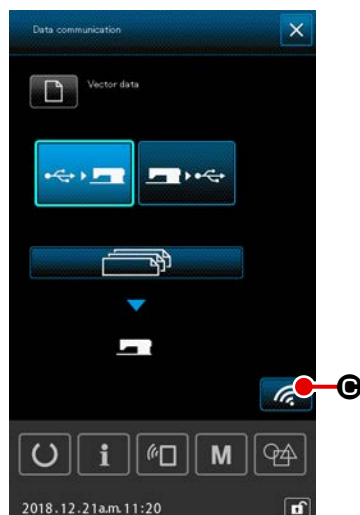 Data communication
Vector data
C
i
M
2018.12.21a.m.11:20